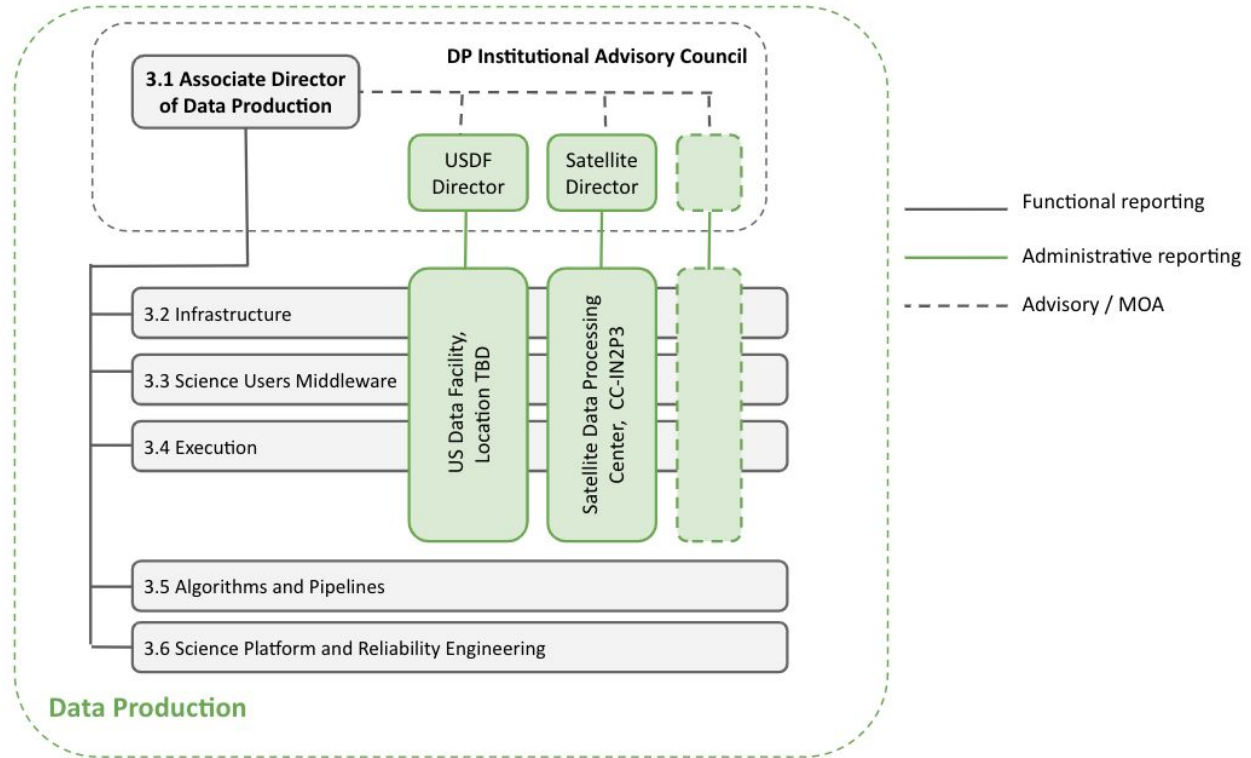 DP Institutional Advisory Council
3.1 Associate Director
of Data Production
USDF
Director
Satellite
Director
Functional reporting
Administrative reporting
Advisory / MOA
3.2 Infrastructure
3.3 Science Users Middleware
3.4 Execution
US Data Facility,
Location TBD
Satellite Data Processing
Center, CC-IN2P3
3.5 Algorithms and Pipelines
3.6 Science Platform and Reliability Engineering
Data Production